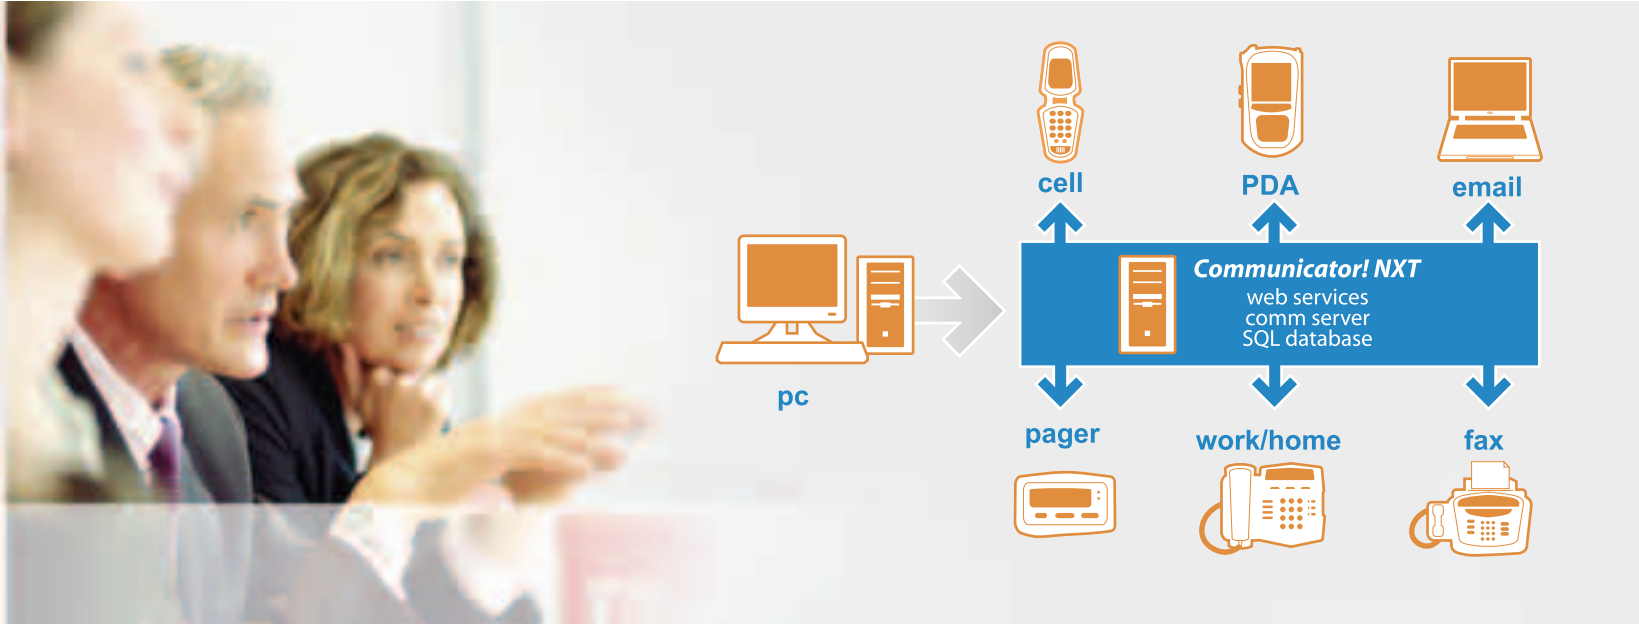 cell
PDA
email
Communicator! NXT
web services
comm server
SQL database
pc
pager
work/home
fax